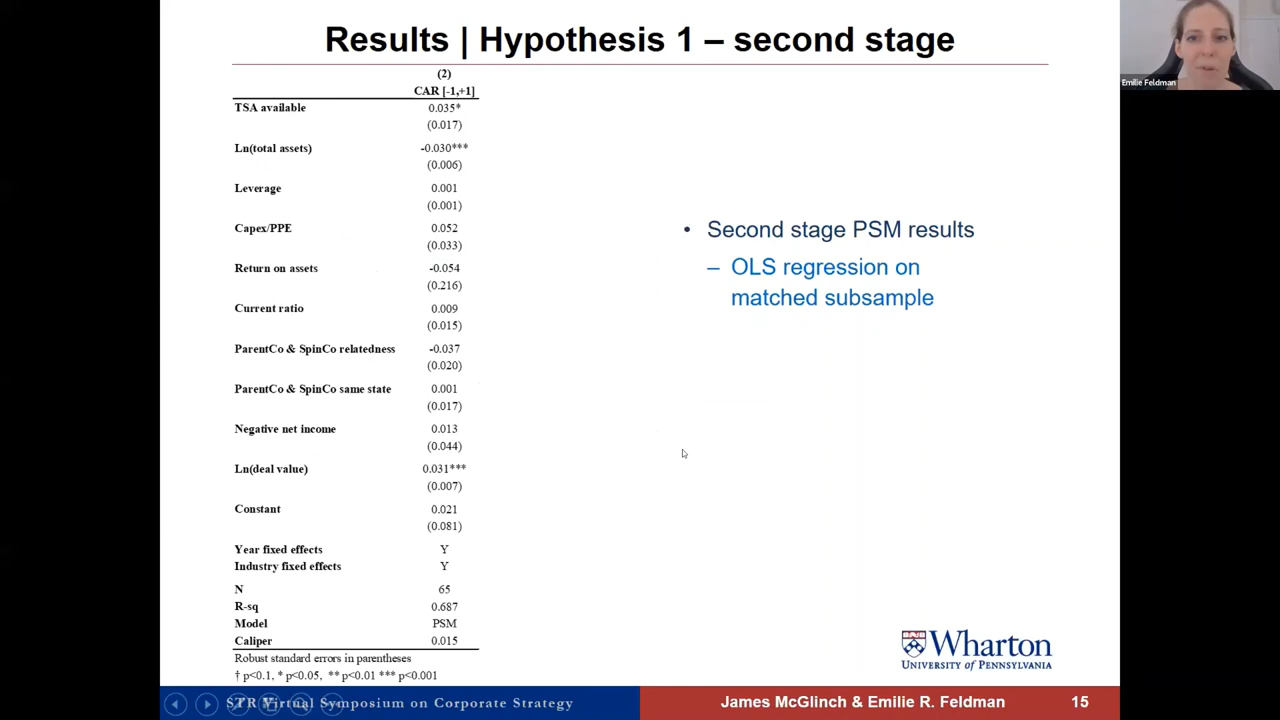 Results | Hypothesis 1 – second stage
Emilie Feldman
(2)
CAR [-1,+1]
TSA available 0.035*
(0.017)
Ln(total assets) -0.030***
(0.006)
Leverage 0.001
(0.001)
Capex/PPE 0.052
(0.033)
Return on assets -0.054
(0.216)
Current ratio 0.009
(0.015)
ParentCo & SpinCo relatedness -0.037
(0.020)
ParentCo & SpinCo same state 0.001
(0.017)
Negative net income 0.013
(0.044)
Ln(deal value) 0.031***
(0.007)
Constant 0.021
(0.081)
Year fixed effects Y
Industry fixed effects Y
N 65
R-sq 0.687
Model PSM
Caliper 0.015
Robust standard errors in parentheses
† p<0.1, * p<0.05, ** p<0.01 *** p<0.001
• Second stage PSM results
– OLS regression on
matched subsample
Wharton
UNIVERSITY of PENNSYLVANIA
STR Virtual Symposium on Corporate Strategy
James McGlinch & Emilie R. Feldman
15